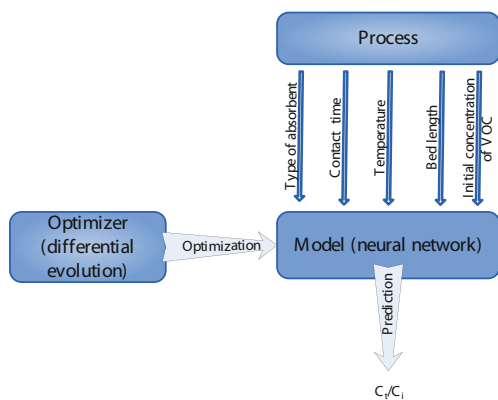 Process
Type of absorbent
Contact time
Temperature
Bed length
Initial concentration
of VOC
Optimizer
(differential
evolution)
Optimization
Model (neural network)
Prediction
Ct/Ci